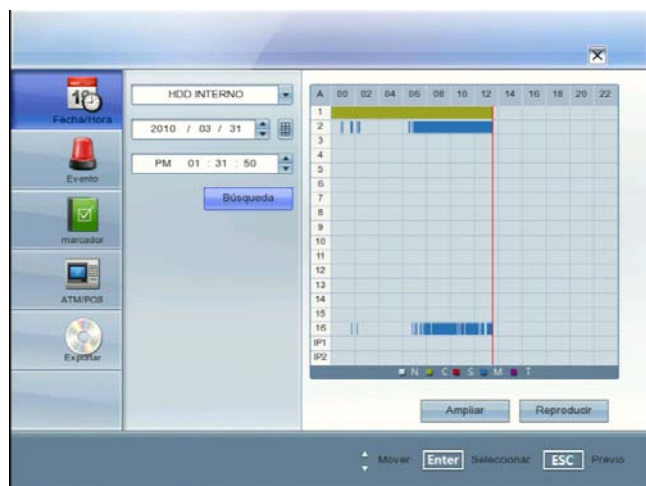 18
Fecha/Hora
Evento
marcador
ATM/POS
Exportar
HDD INTERNO
2010 / 03 / 31
PM 01 : 31 : 50
Búsqueda
A 00 02 04 06 08 10 12 14 16 18 20 22
1
2
3
4
5
6
7
8
9
10
11
12
13
14
15
16
IP1
IP2
N C S M T
Ampliar Reproducir
Mover Enter Seleccionar ESC Previo